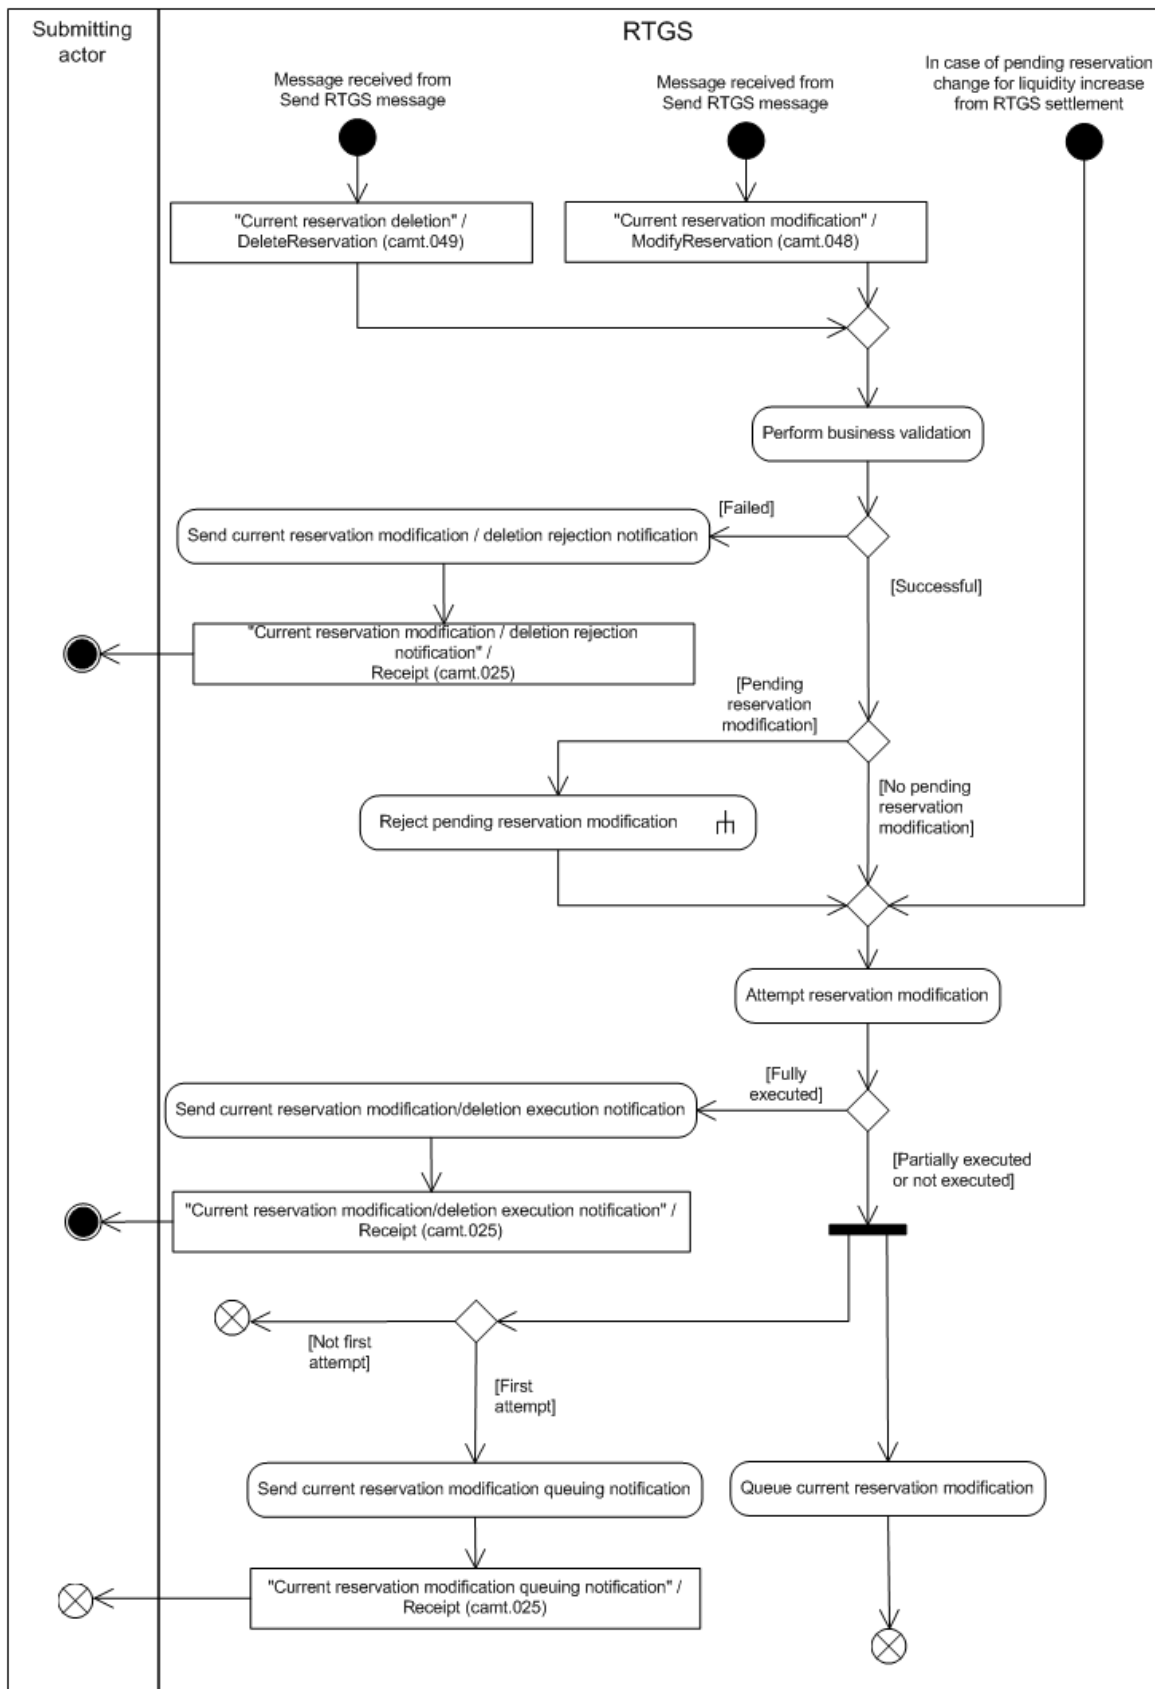 Submitting
actor
RTGS
Message received from
Send RTGS message
Message received from
Send RTGS message
In case of pending reservation
change for liquidity increase
from RTGS settlement
"Current reservation deletion" /
DeleteReservation (camt.049)
"Current reservation modification" /
ModifyReservation (camt.048)
Perform business validation
[Failed]
Send current reservation modification / deletion rejection notification
[Successful]
"Current reservation modification / deletion rejection
notification" /
Receipt (camt.025)
[Pending
reservation
modification]
[No pending
reservation
modification]
Reject pending reservation modification
Attempt reservation modification
[Fully
executed]
Send current reservation modification/deletion execution notification
[Partially executed
or not executed]
"Current reservation modification/deletion execution notification" /
Receipt (camt.025)
[Not first
attempt]
[First
attempt]
Send current reservation modification queuing notification
Queue current reservation modification
"Current reservation modification queuing notification" /
Receipt (camt.025)